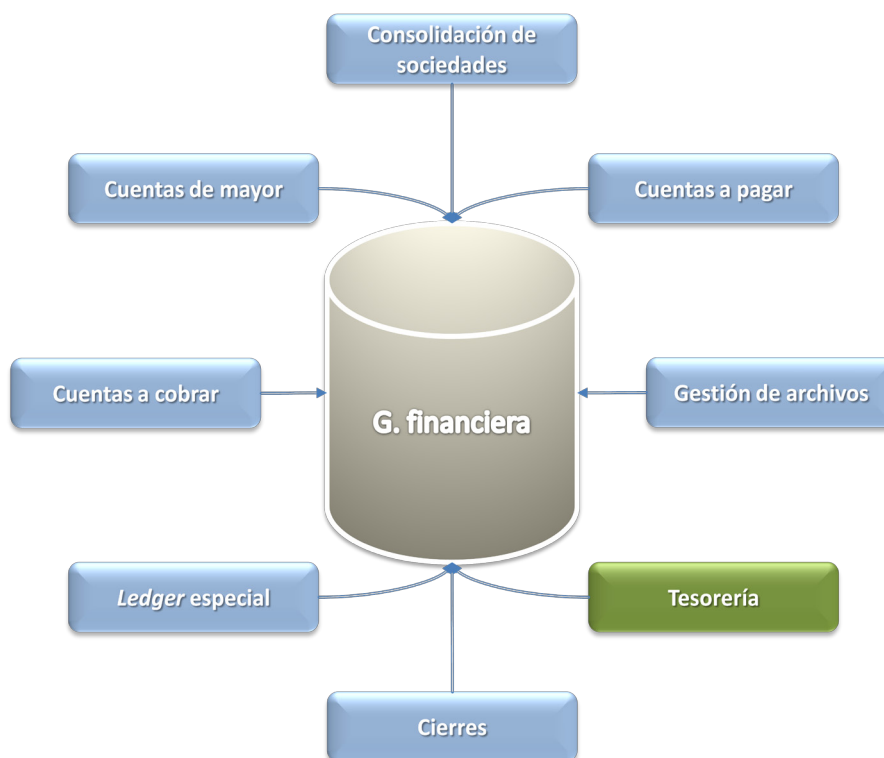 Consolidación de
sociedades
Cuentas de mayor
Cuentas a pagar
Cuentas a cobrar
G. financiera
Gestión de archivos
Ledger especial
Tesorería
Cierres